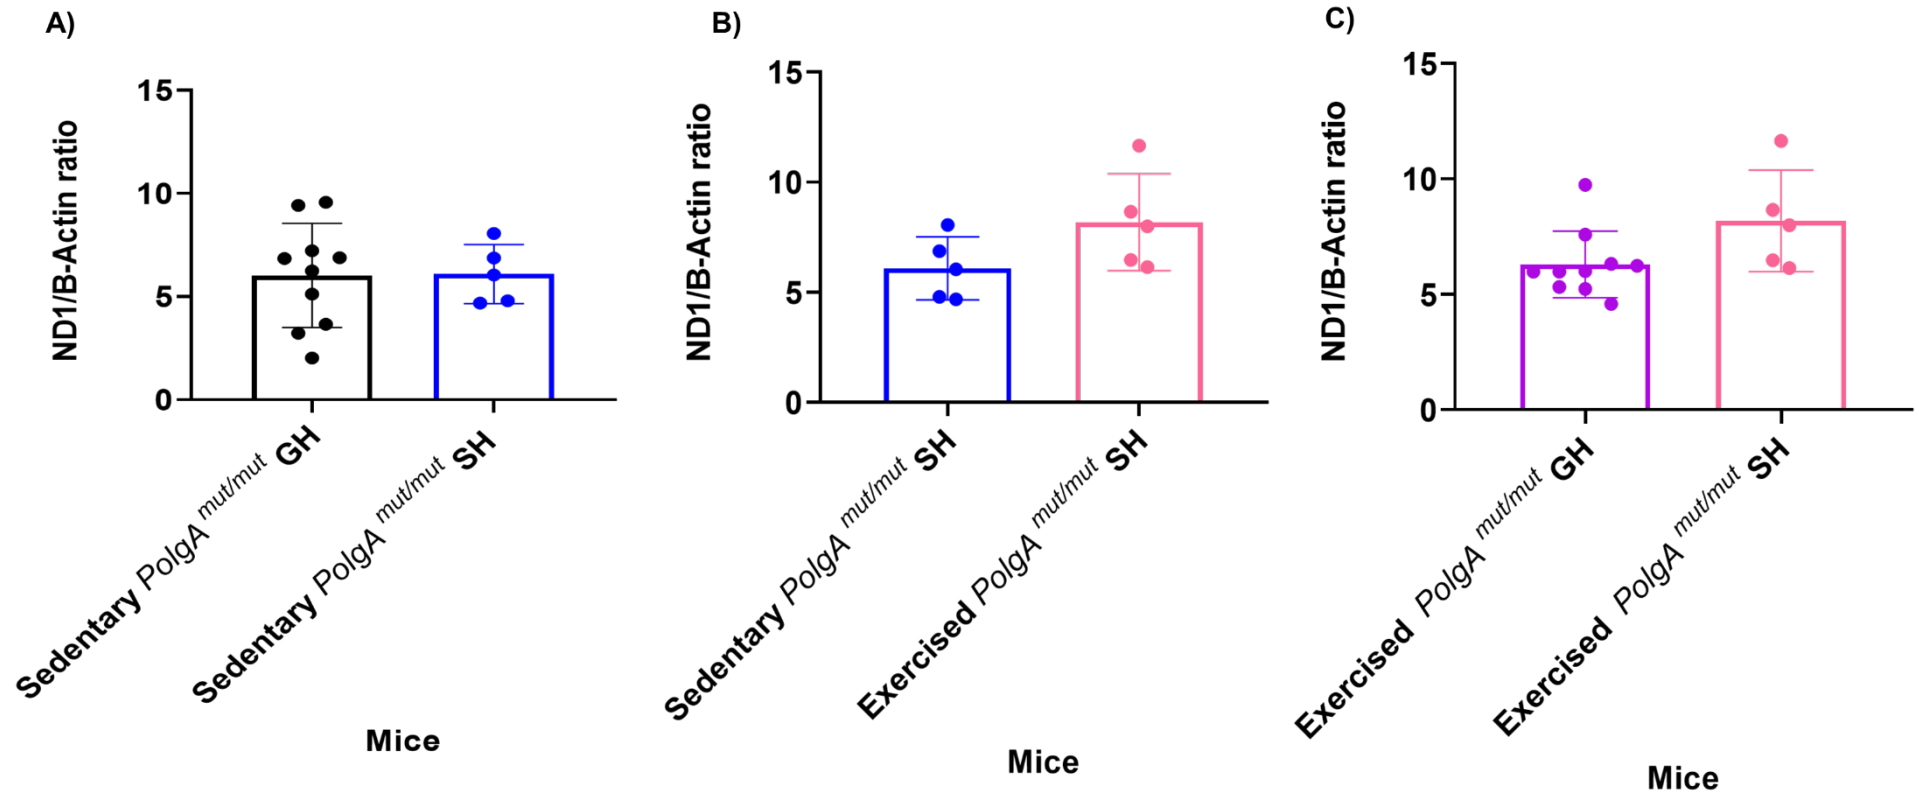 A)
ND1/B-Actin ratio
15
10
5
0
Sedentary PolgA mut/mut GH
Sedentary PolgA mut/mut SH
Mice
B)
ND1/B-Actin ratio
15
10
5
0
Sedentary PolgA mut/mut SH
Exercised PolgA mut/mut SH
Mice
C)
ND1/B-Actin ratio
15
10
5
0
Exercised PolgA mut/mut GH
Exercised PolgA mut/mut SH
Mice